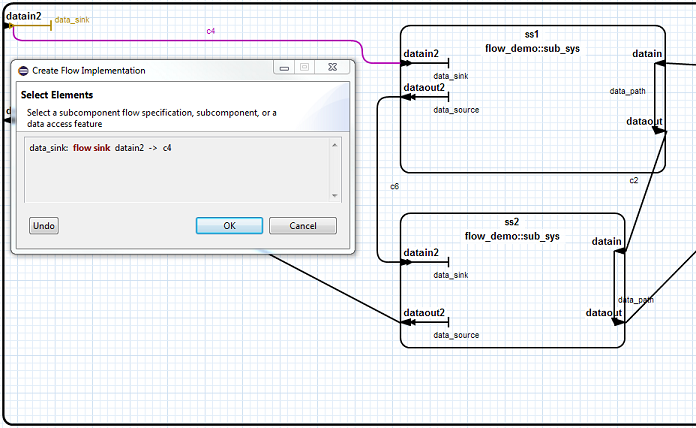 datain2
data_sink
c4
Create Flow Implementation
Select Elements
Select a subcomponent flow specification, subcomponent, or a
data access feature
data_sink: flow sink datain2 -> c4
Undo
OK
Cancel
ss1
flow_demo::sub_sys
datain2
data_sink
dataout2
data_source
datain
data_path
dataout
c6
c2
ss2
flow_demo::sub_sys
datain2
data_sink
dataout2
data_source
datain
data_path
dataout